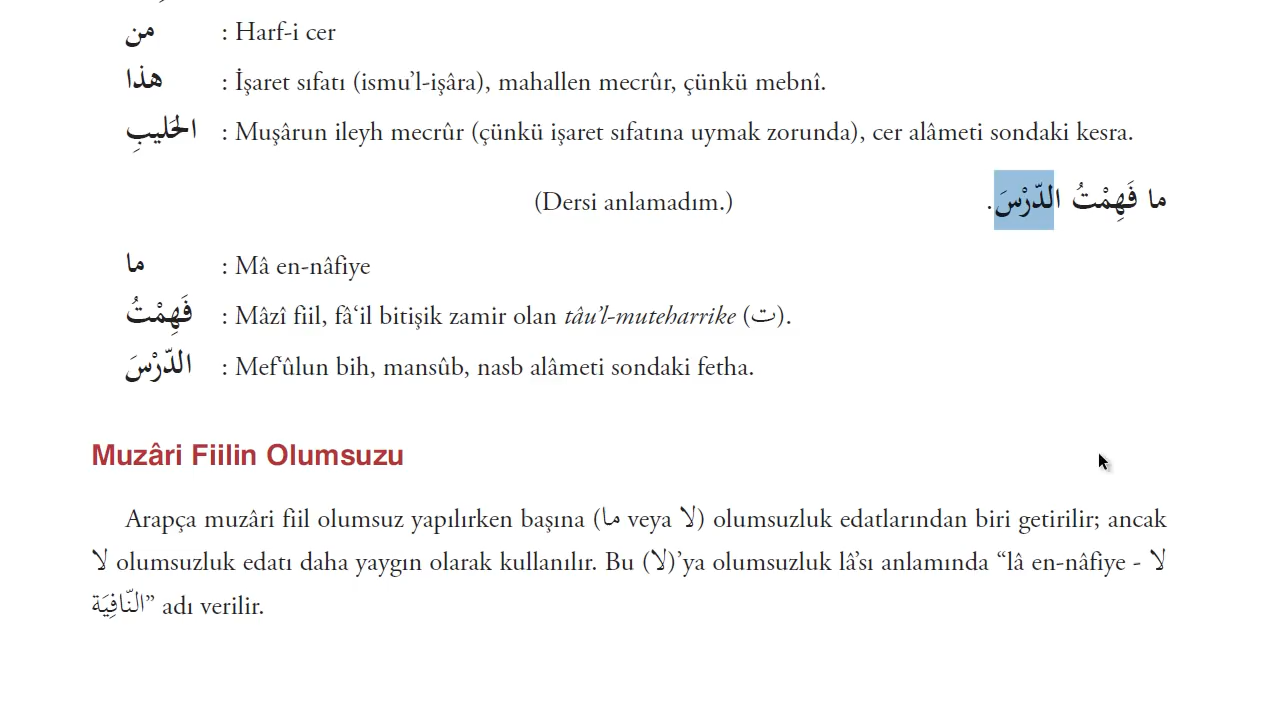 من : Harf-i cer
هذا : İşaret sıfatı (ismu’l-işâra), mahallen mecrûr, çünkü mebnî.
الحَليبِ : Muşârun ileyh mecrûr (çünkü işaret sıfatına uymak zorunda), cer alâmeti sondaki kesra.
(Dersi anlamadım.) ما فَهِمْتُ الدّرْسَ.
ما : Mâ en-nâfiye
فَهِمْتُ : Mâzî fiil, fâ‘il bitişik zamir olan tâu’l-muteharrike (ت).
الدّرْسَ : Mef‘ûlun bih, mansûb, nasb alâmeti sondaki fetha.
Muzâri Fiilin Olumsuzu
Arapça muzâri fiil olumsuz yapılırken başına (ما veya لا) olumsuzluk edatlarından biri getirilir; ancak
لا olumsuzluk edatı daha yaygın olarak kullanılır. Bu (لا)’ya olumsuzluk lâ’sı anlamında “lâ en-nâfiye - لا
النّافِيَة” adı verilir.